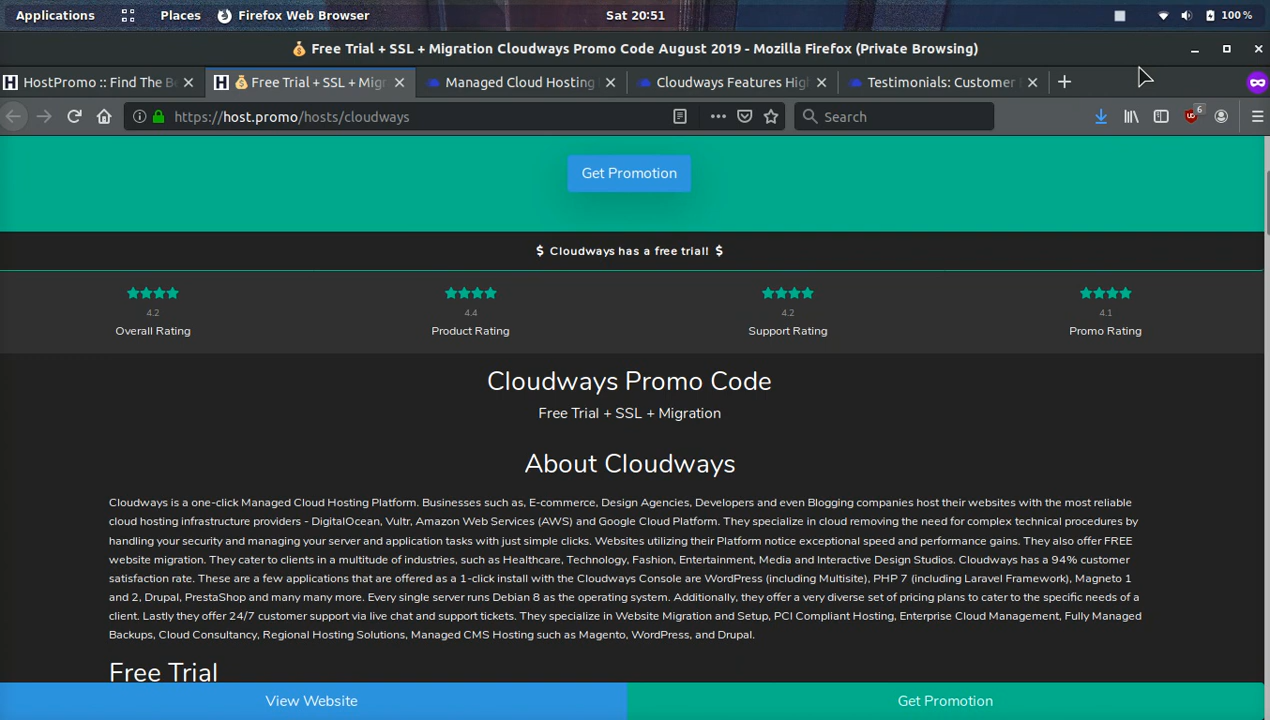 Applications Places Firefox Web Browser Sat 20:51 100 %
Free Trial + SSL + Migration Cloudways Promo Code August 2019 - Mozilla Firefox (Private Browsing)
HostPromo :: Find The Be Free Trial + SSL + Migr Managed Cloud Hosting Cloudways Features Hig Testimonials: Customer
https://host.promo/hosts/cloudways Search 6
Get Promotion
$ Cloudways has a free trial! $
4.2 4.4 4.2 4.1
Overall Rating Product Rating Support Rating Promo Rating
Cloudways Promo Code
Free Trial + SSL + Migration
About Cloudways
Cloudways is a one-click Managed Cloud Hosting Platform. Businesses such as, E-commerce, Design Agencies, Developers and even Blogging companies host their websites with the most reliable
cloud hosting infrastructure providers - DigitalOcean, Vultr, Amazon Web Services (AWS) and Google Cloud Platform. They specialize in cloud removing the need for complex technical procedures by
handling your security and managing your server and application tasks with just simple clicks. Websites utilizing their Platform notice exceptional speed and performance gains. They also offer FREE
website migration. They cater to clients in a multitude of industries, such as Healthcare, Technology, Fashion, Entertainment, Media and Interactive Design Studios. Cloudways has a 94% customer
satisfaction rate. These are a few applications that are offered as a 1-click install with the Cloudways Console are WordPress (including Multisite), PHP 7 (including Laravel Framework), Magneto 1
and 2, Drupal, PrestaShop and many many more. Every single server runs Debian 8 as the operating system. Additionally, they offer a very diverse set of pricing plans to cater to the specific needs of a
client. Lastly they offer 24/7 customer support via live chat and support tickets. They specialize in Website Migration and Setup, PCI Compliant Hosting, Enterprise Cloud Management, Fully Managed
Backups, Cloud Consultancy, Regional Hosting Solutions, Managed CMS Hosting such as Magento, WordPress, and Drupal.
Free Trial
View Website Get Promotion